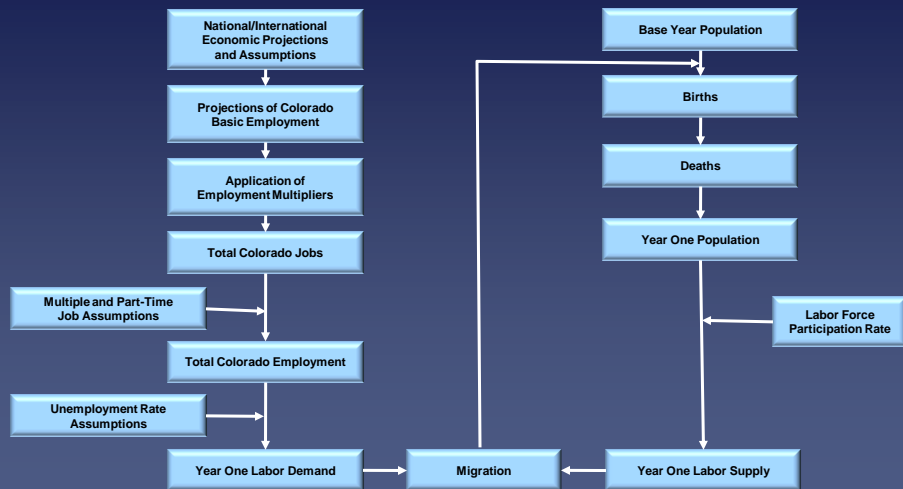 National/International
Economic Projections
and Assumptions
Projections of Colorado
Basic Employment
Application of
Employment Multipliers
Total Colorado Jobs
Multiple and Part-Time
Job Assumptions
Total Colorado Employment
Unemployment Rate
Assumptions
Year One Labor Demand
Migration
Base Year Population
Births
Deaths
Year One Population
Labor Force
Participation Rate
Year One Labor Supply